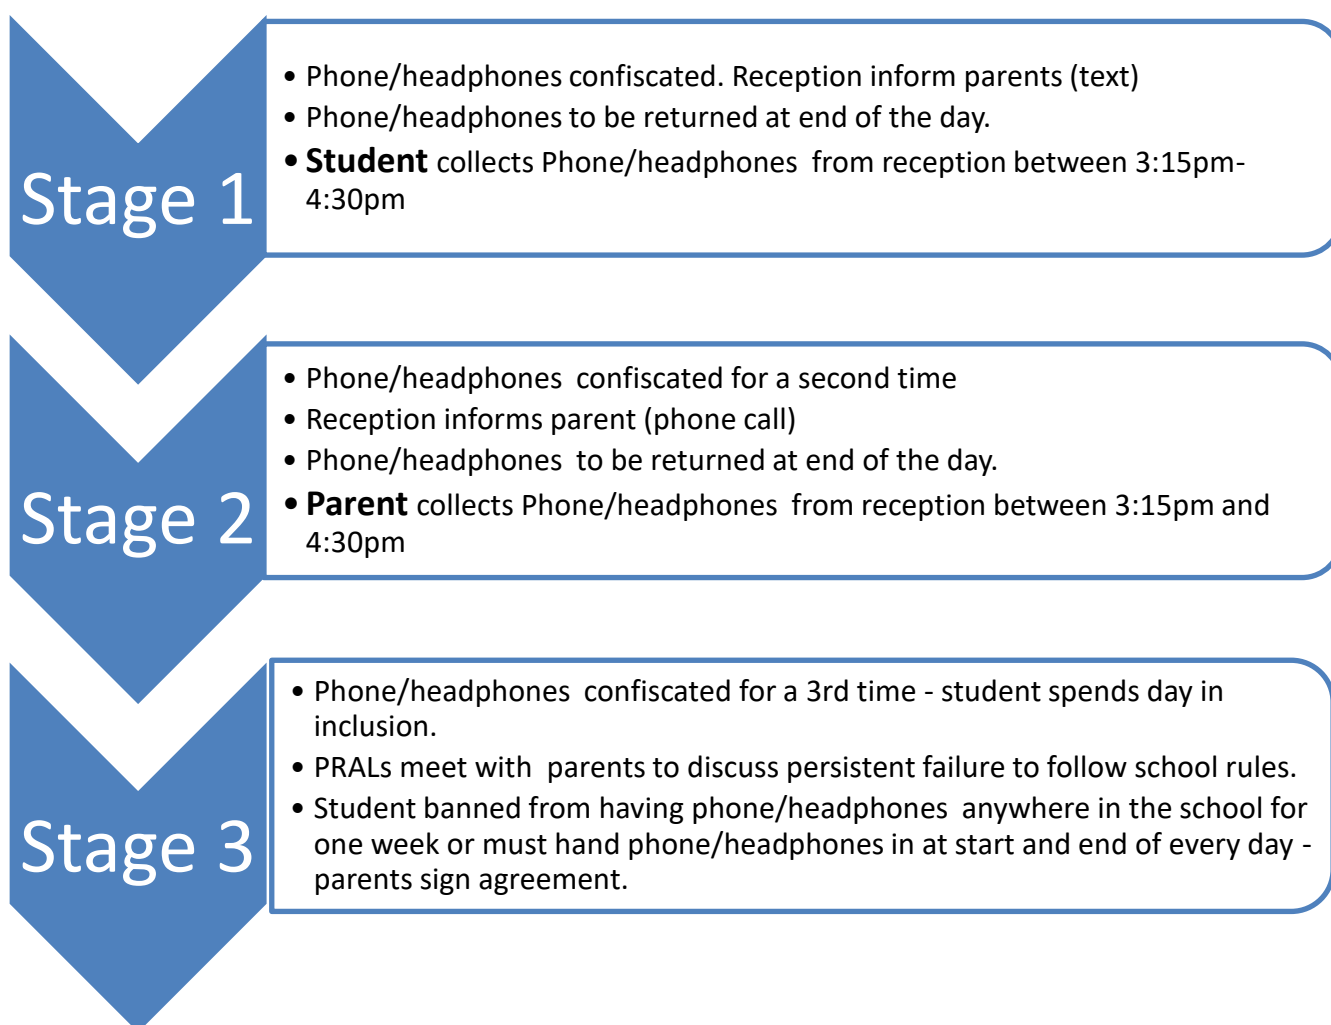 Stage 1
• Phone/headphones confiscated. Reception inform parents (text)
• Phone/headphones to be returned at end of the day.
• Student collects Phone/headphones from reception between 3:15pm-
4:30pm
Stage 2
• Phone/headphones confiscated for a second time
• Reception informs parent (phone call)
• Phone/headphones to be returned at end of the day.
• Parent collects Phone/headphones from reception between 3:15pm and
4:30pm
Stage 3
• Phone/headphones confiscated for a 3rd time - student spends day in
inclusion.
• PRALs meet with parents to discuss persistent failure to follow school rules.
• Student banned from having phone/headphones anywhere in the school for
one week or must hand phone/headphones in at start and end of every day -
parents sign agreement.